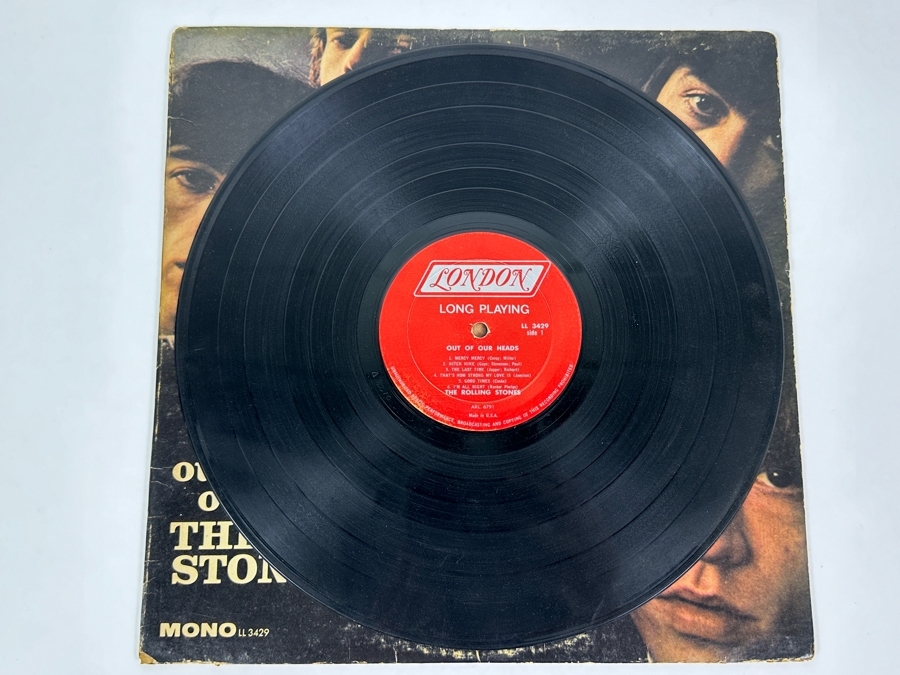 LONDON
LONG PLAYING
LL 3429
side 1
OUT OF OUR HEADS
1. MERCY MERCY (Covay; Miller)
2. HITCH HIKE (Gaye; Stevenson; Paul)
3. THE LAST TIME (Jagger; Richard)
4. THAT'S HOW STRONG MY LOVE IS (Jamison)
5. GOOD TIMES (Cooke)
6. I'M ALL RIGHT (Nanker Phelge)
THE ROLLING STONES
ARL 6791
Made in U.S.A.
PERFORMANCE, BROADCASTING AND COPYING OF THIS RECORDING PROHIBITED
OU
O
THE
STON
MONO LL 3429